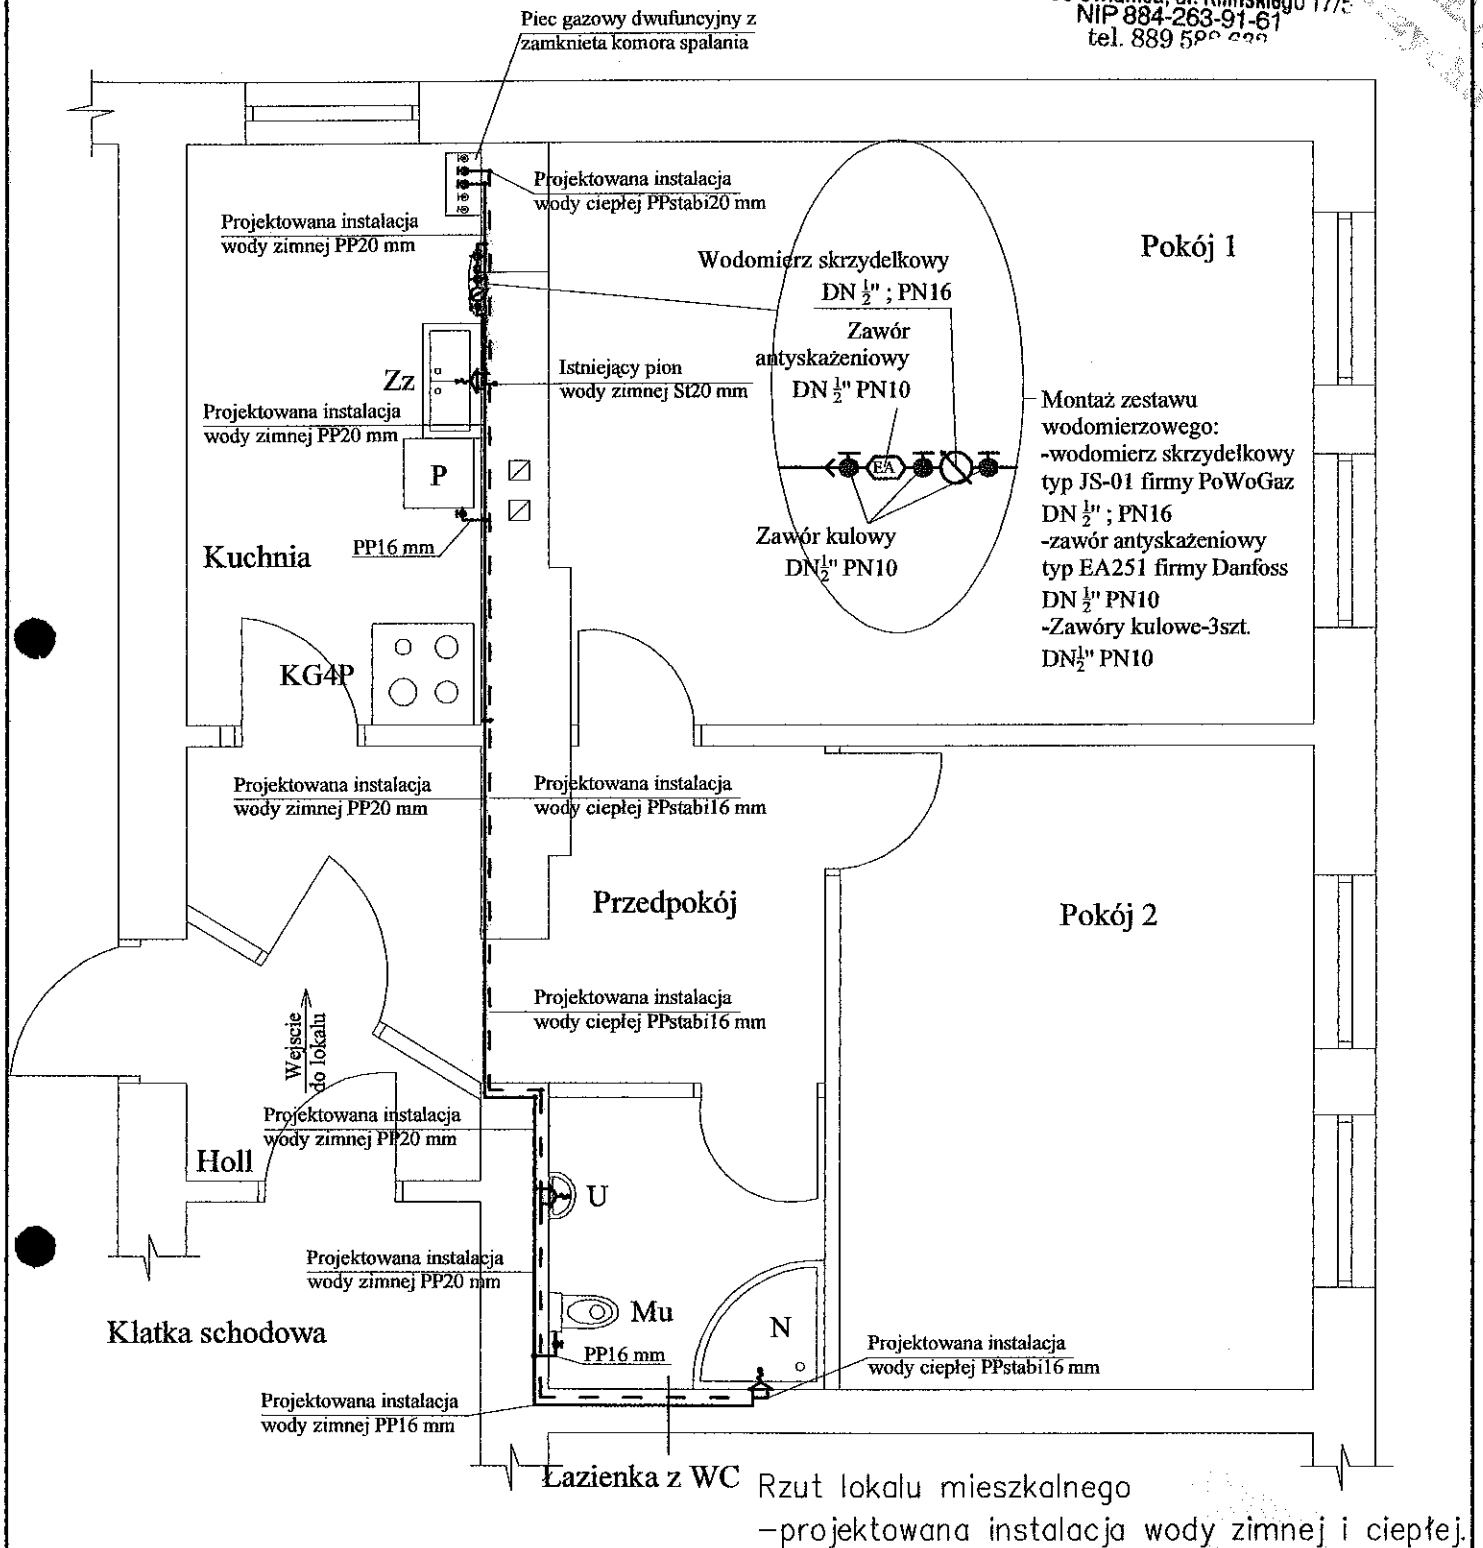 NIP 884-263-91-61
tel. 889 58
Piec gazowy dwufuncyjny z
zamknieta komora spalania
Projektowana instalacja
wody ciepłej PPstabi20 mm
Projektowana instalacja
wody zimnej PP20 mm
Pokój 1
Wodomierz skrzydełkowy
DN ½" ; PN16
Zawór
antyskażeniowy
DN ½" PN10
Zz
Istniejący pion
wody zimnej St20 mm
Projektowana instalacja
wody zimnej PP20 mm
Montaż zestawu
wodomierzowego:
-wodomierz skrzydełkowy
typ JS-01 firmy PoWoGaz
DN ½" ; PN16
-zawór antyskażeniowy
typ EA251 firmy Danfoss
DN ½" PN10
-Zawóry kulowe-3szt.
DN½" PN10
EA
P
Zawór kulowy
DN½" PN10
PP16 mm
Kuchnia
KG4P
Projektowana instalacja
wody zimnej PP20 mm
Projektowana instalacja
wody ciepłej PPstabi16 mm
Przedpokój
Pokój 2
Projektowana instalacja
wody ciepłej PPstabi16 mm
Wejście
do lokalu
Projektowana instalacja
wody zimnej PP20 mm
Holl
U
Projektowana instalacja
wody zimnej PP20 mm
Mu
N
Klatka schodowa
PP16 mm
Projektowana instalacja
wody ciepłej PPstabi16 mm
Projektowana instalacja
wody zimnej PP16 mm
Łazienka z WC
Rzut lokalu mieszkalnego
-projektowana instalacja wody zimnej i ciepłej.